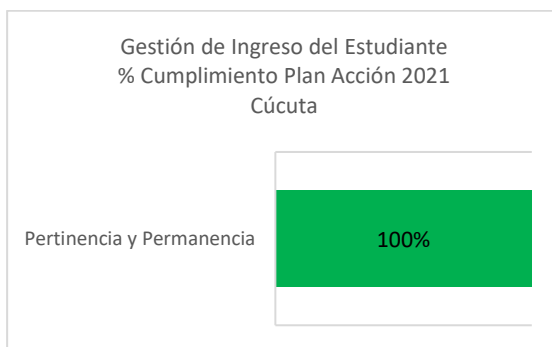 Gestión de Ingreso del Estudiante
% Cumplimiento Plan Acción 2021
Cúcuta
Pertinencia y Permanencia
100%